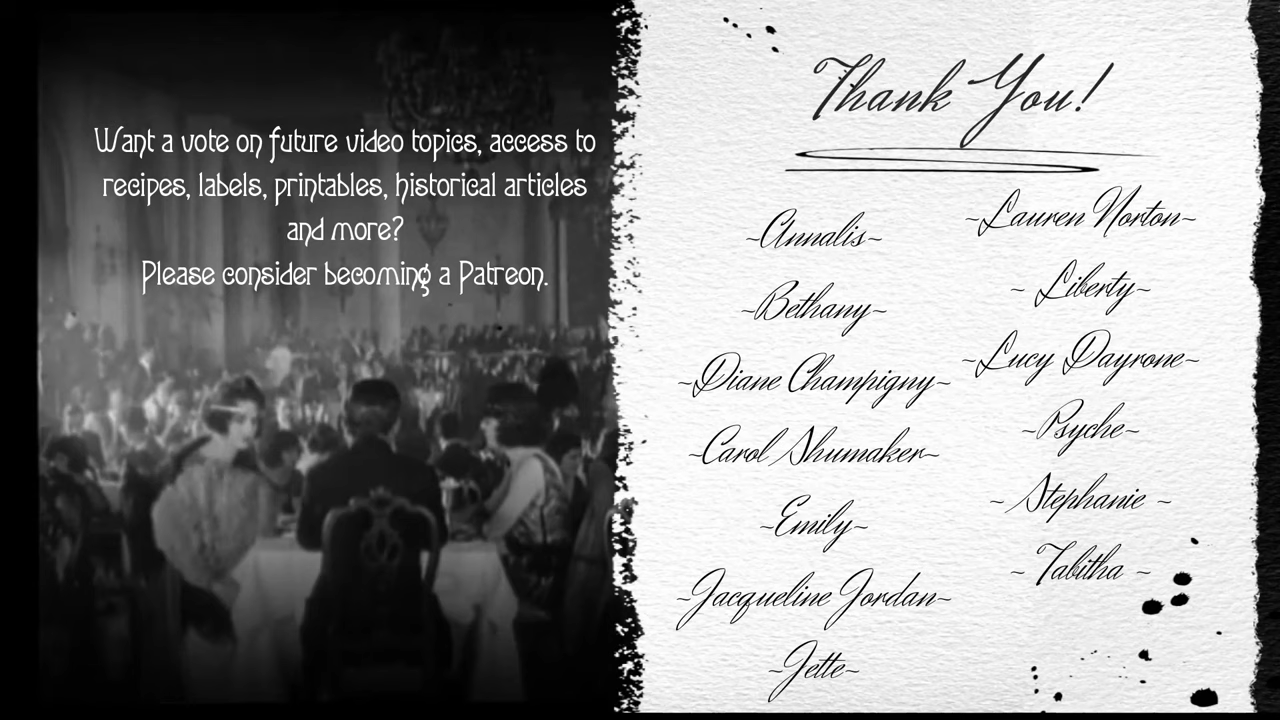 Want a vote on future video topics, access to
recipes, labels, printables, historical articles
and more?
Please consider becoming a Patreon.
Thank You!
~Annalis~
~Bethany~
~Diane Champigny~
~Carol Shumaker~
~Emily~
~Jacqueline Jordan~
~Jette~
~Lauren Norton~
~ Liberty~
~Lucy Dayrone~
~Psyche~
~ Stephanie ~
~ Tabitha ~